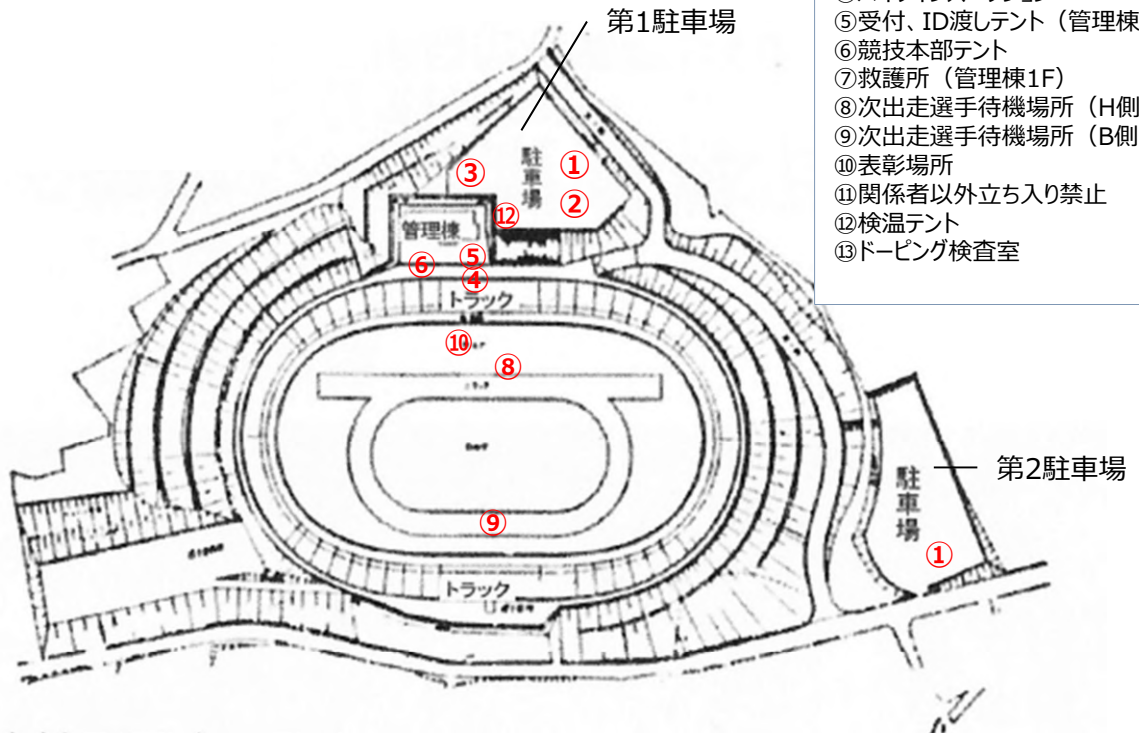 第1駐車場
⑤受付、ID渡しテント（管理棟
⑥競技本部テント
⑦救護所（管理棟1F）
⑧次出走選手待機場所（H側
⑨次出走選手待機場所（B側
⑩表彰場所
⑪関係者以外立ち入り禁止
⑫検温テント
⑬ドーピング検査室
駐車場
①
②
③
⑫
管理棟
⑤
⑥
④
トラック
⑩
⑧
第2駐車場
駐車場
⑨
①
トラック